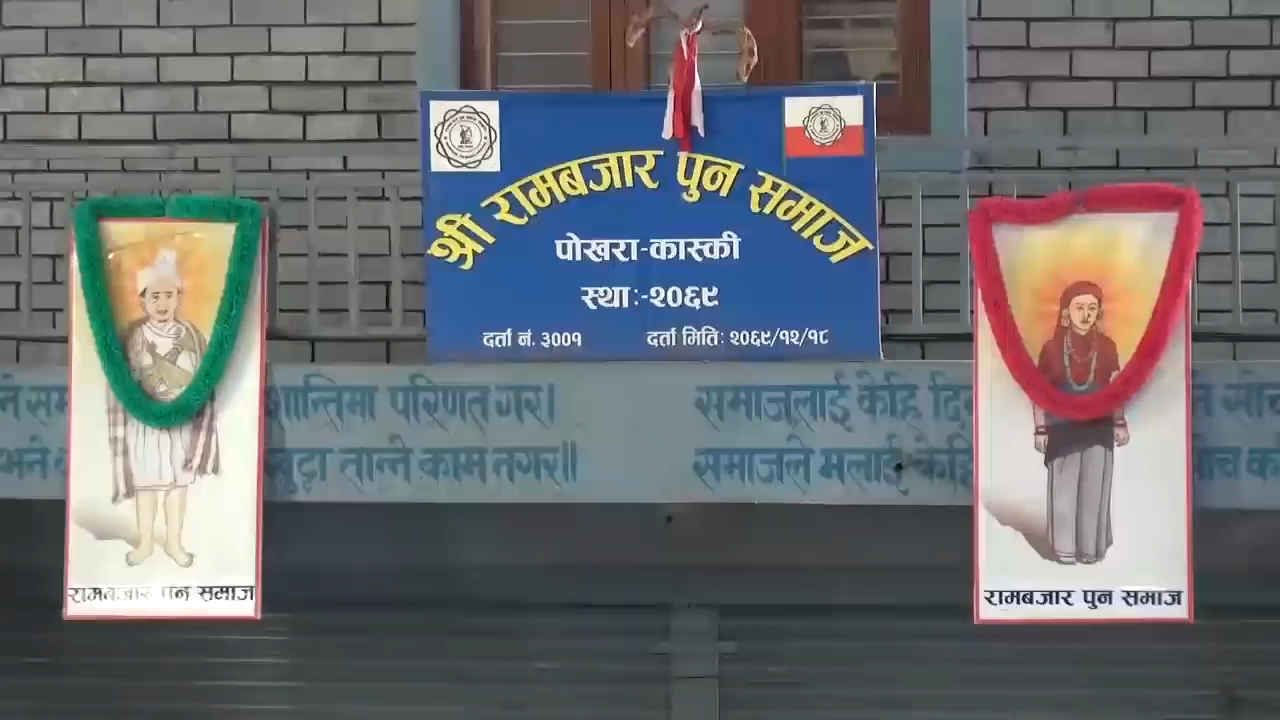 श्री रामबजार पुन समाज
पोखरा-कास्की
स्था:-२०६९
दर्ता नं. ३००१ दर्ता मिति: २०६९/१२/१८
शान्तिमा परिणत गर। समाजलाई केहि
तान्ने काम नगर॥ समाजले मलाई केहि
रामबजार पुन समाज
रामबजार पुन समाज